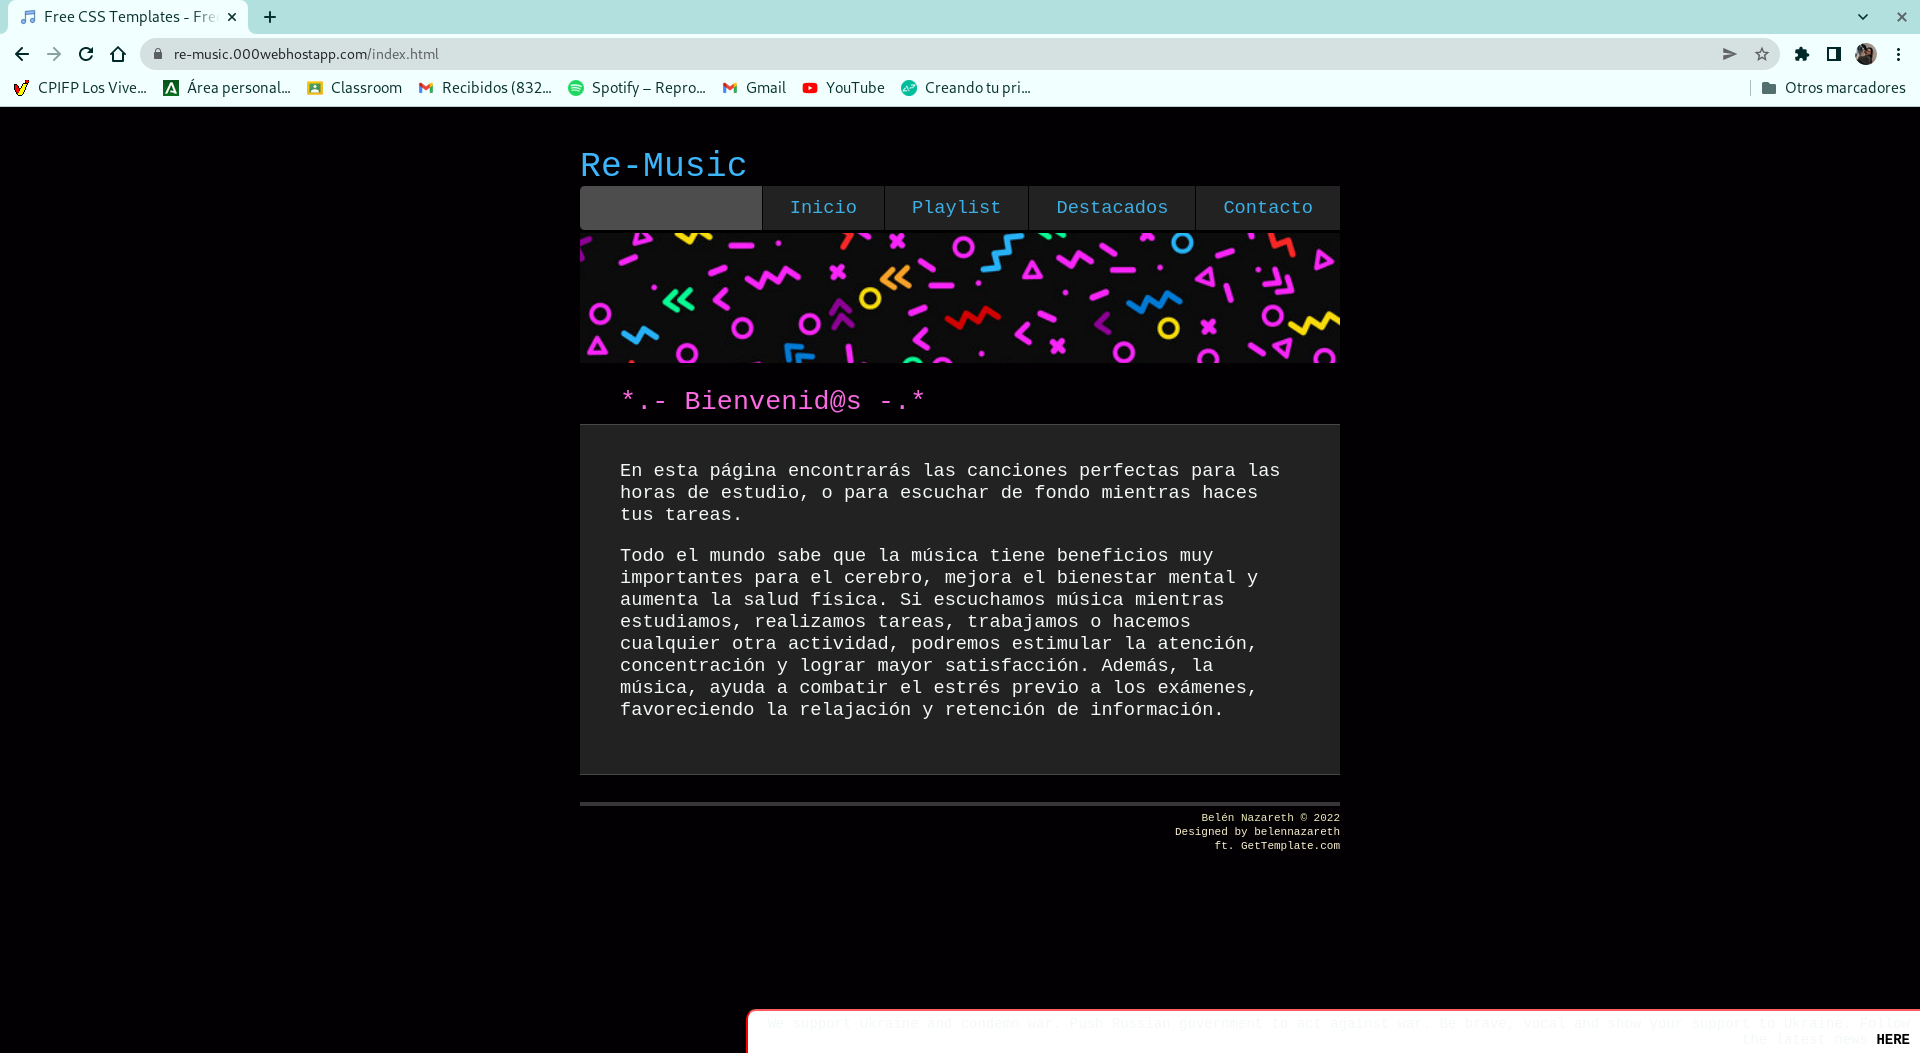 Free CSS Templates - Fre
re-music.000webhostapp.com/index.html
CPIFP Los Vive... Área personal... Classroom Recibidos (832... Spotify – Repro... Gmail YouTube Creando tu pri... Otros marcadores
Re-Music
Inicio Playlist Destacados Contacto
*.- Bienvenid@s -.*
En esta página encontrarás las canciones perfectas para las
horas de estudio, o para escuchar de fondo mientras haces
tus tareas.
Todo el mundo sabe que la música tiene beneficios muy
importantes para el cerebro, mejora el bienestar mental y
aumenta la salud física. Si escuchamos música mientras
estudiamos, realizamos tareas, trabajamos o hacemos
cualquier otra actividad, podremos estimular la atención,
concentración y lograr mayor satisfacción. Además, la
música, ayuda a combatir el estrés previo a los exámenes,
favoreciendo la relajación y retención de información.
Belén Nazareth © 2022
Designed by belennazareth
ft. GetTemplate.com
We support Ukraine and condemn war. Push Russian government to act against war. Be brave, vocal and show your support to Ukraine. Follow
the latest news HERE